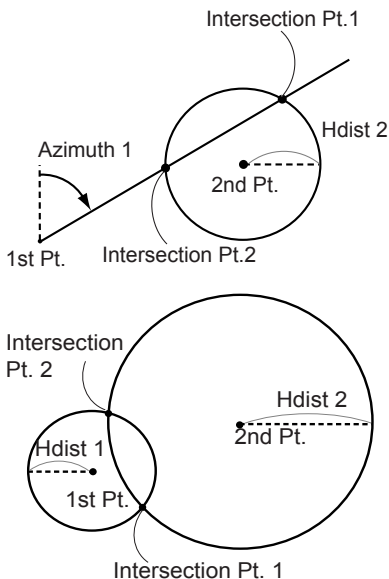 Intersection Pt.1
Azimuth 1
Hdist 2
2nd Pt.
1st Pt.
Intersection Pt.2
Intersection
Pt. 2
Hdist 1
1st Pt.
Hdist 2
2nd Pt.
Intersection Pt. 1